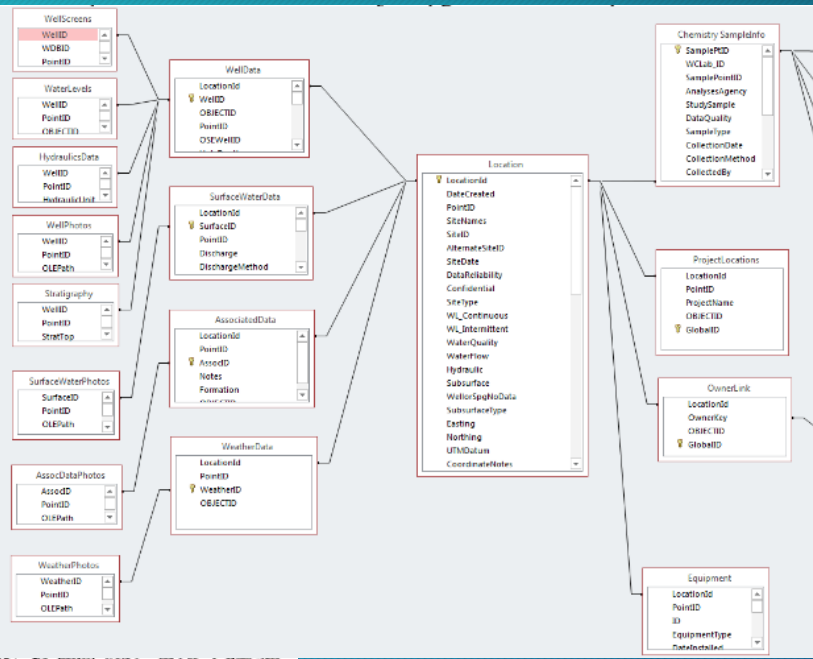 WellScreens
WellID
WDBID
PointID
WaterLevels
WellID
PointID
OBJECTID
HydraulicsData
WellID
PointID
HydraulicUnit
WellPhotos
WellID
PointID
OLEPath
Stratigraphy
WellID
PointID
StratTop
SurfaceWaterPhotos
SurfaceID
PointID
OLEPath
AssocDataPhotos
AssocID
PointID
OLEPath
WeatherPhotos
WeatherID
PointID
OLEPath
WellData
LocationId
WellID
OBJECTID
PointID
OSEWellID
SurfaceWaterData
LocationId
SurfaceID
PointID
Discharge
DischargeMethod
AssociatedData
LocationId
PointID
AssocID
Notes
Formation
OBJECTID
WeatherData
LocationId
PointID
WeatherID
OBJECTID
Location
LocationId
DateCreated
PointID
SiteNames
SiteID
AlternateSiteID
SiteDate
DataReliability
Confidential
SiteType
WL_Continuous
WL_Intermittent
WaterQuality
WaterFlow
Hydraulic
Subsurface
WellorSpgNoData
SubsurfaceType
Easting
Northing
UTMDatum
CoordinateNotes
Chemistry SampleInfo
SamplePtID
WCLab_ID
SamplePointID
AnalysesAgency
StudySample
DataQuality
SampleType
CollectionDate
CollectionMethod
CollectedBy
ProjectLocations
LocationId
PointID
ProjectName
OBJECTID
GlobalID
OwnerLink
LocationId
OwnerKey
OBJECTID
GlobalID
Equipment
LocationId
PointID
ID
EquipmentType
DateInstalled